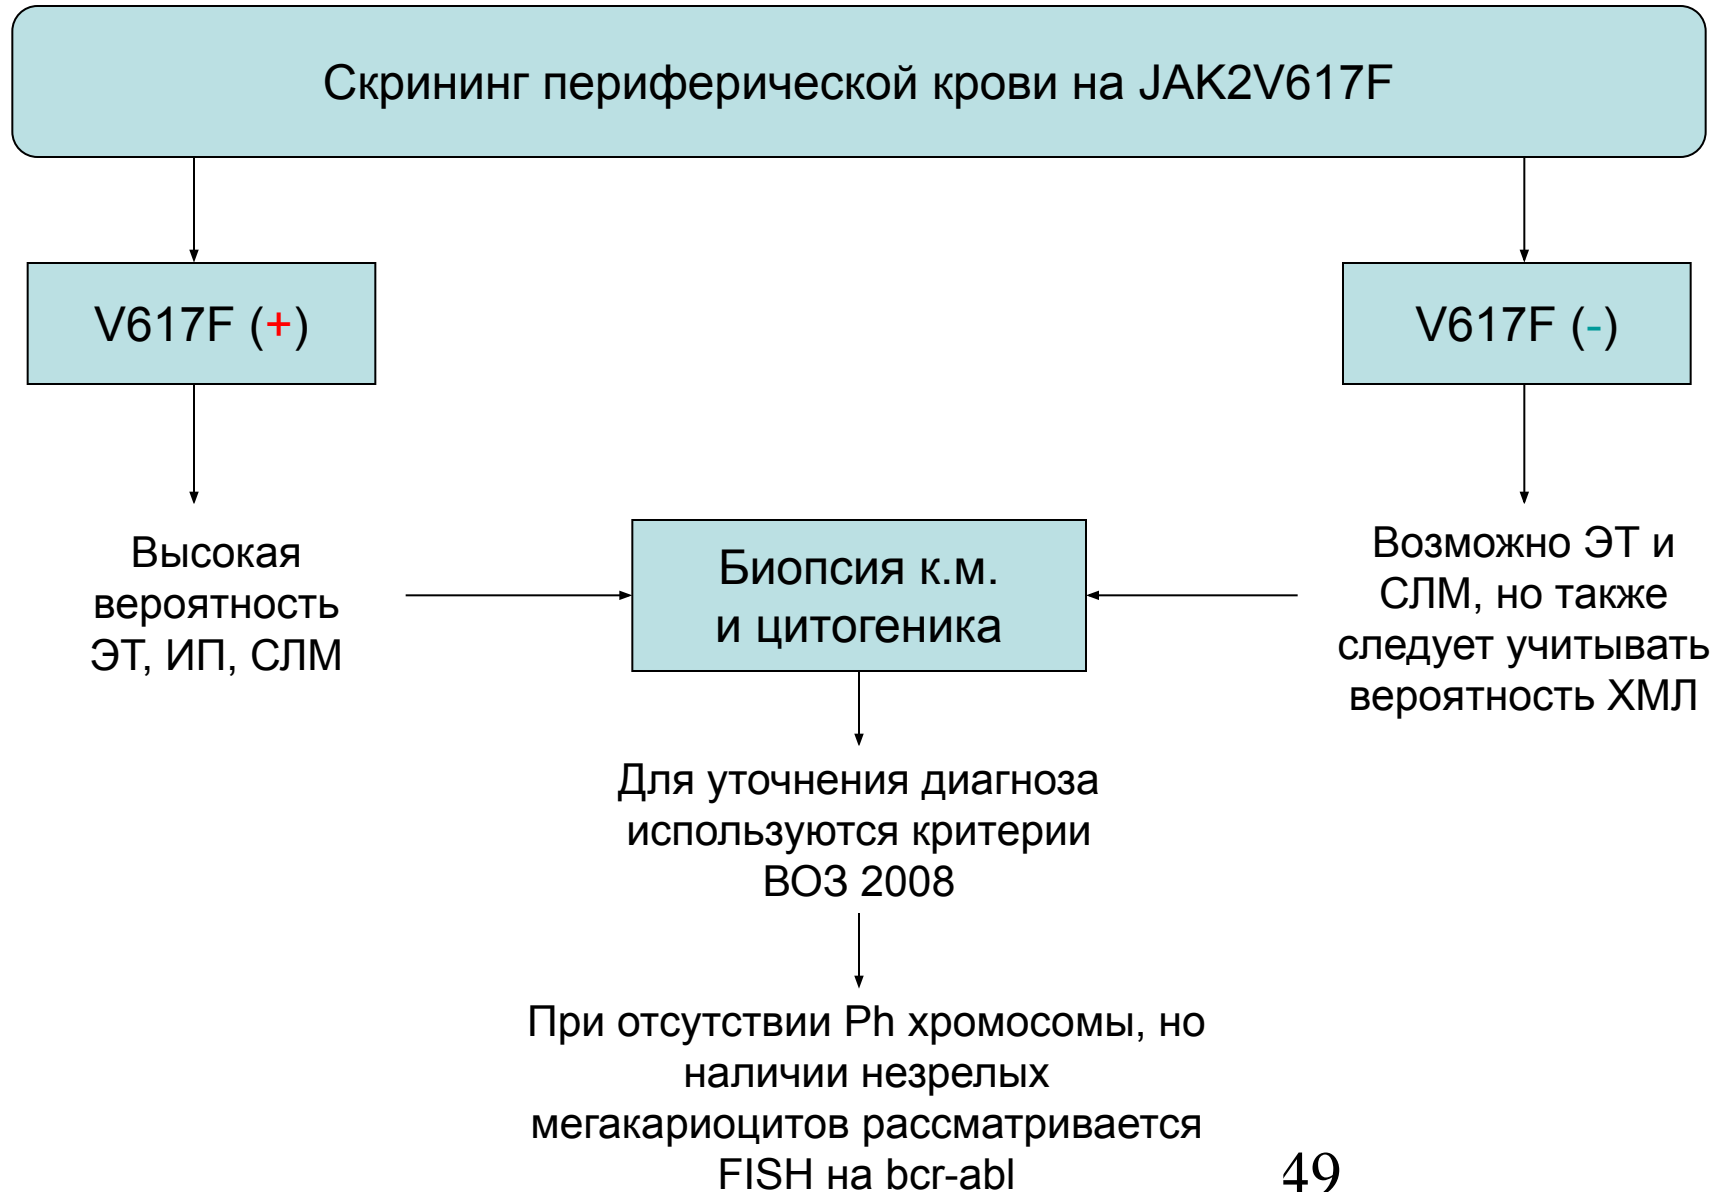 Скрининг периферической крови на JAK2V617F
V617F (+)
V617F (-)
Высокая
вероятность
ЭТ, ИП, СЛМ
Биопсия к.м.
и цитогеника
Возможно ЭТ и
СЛМ, но также
следует учитывать
вероятность ХМЛ
Для уточнения диагноза
используются критерии
ВОЗ 2008
При отсутствии Ph хромосомы, но
наличии незрелых
мегакариоцитов рассматривается
FISH на bcr-abl
49